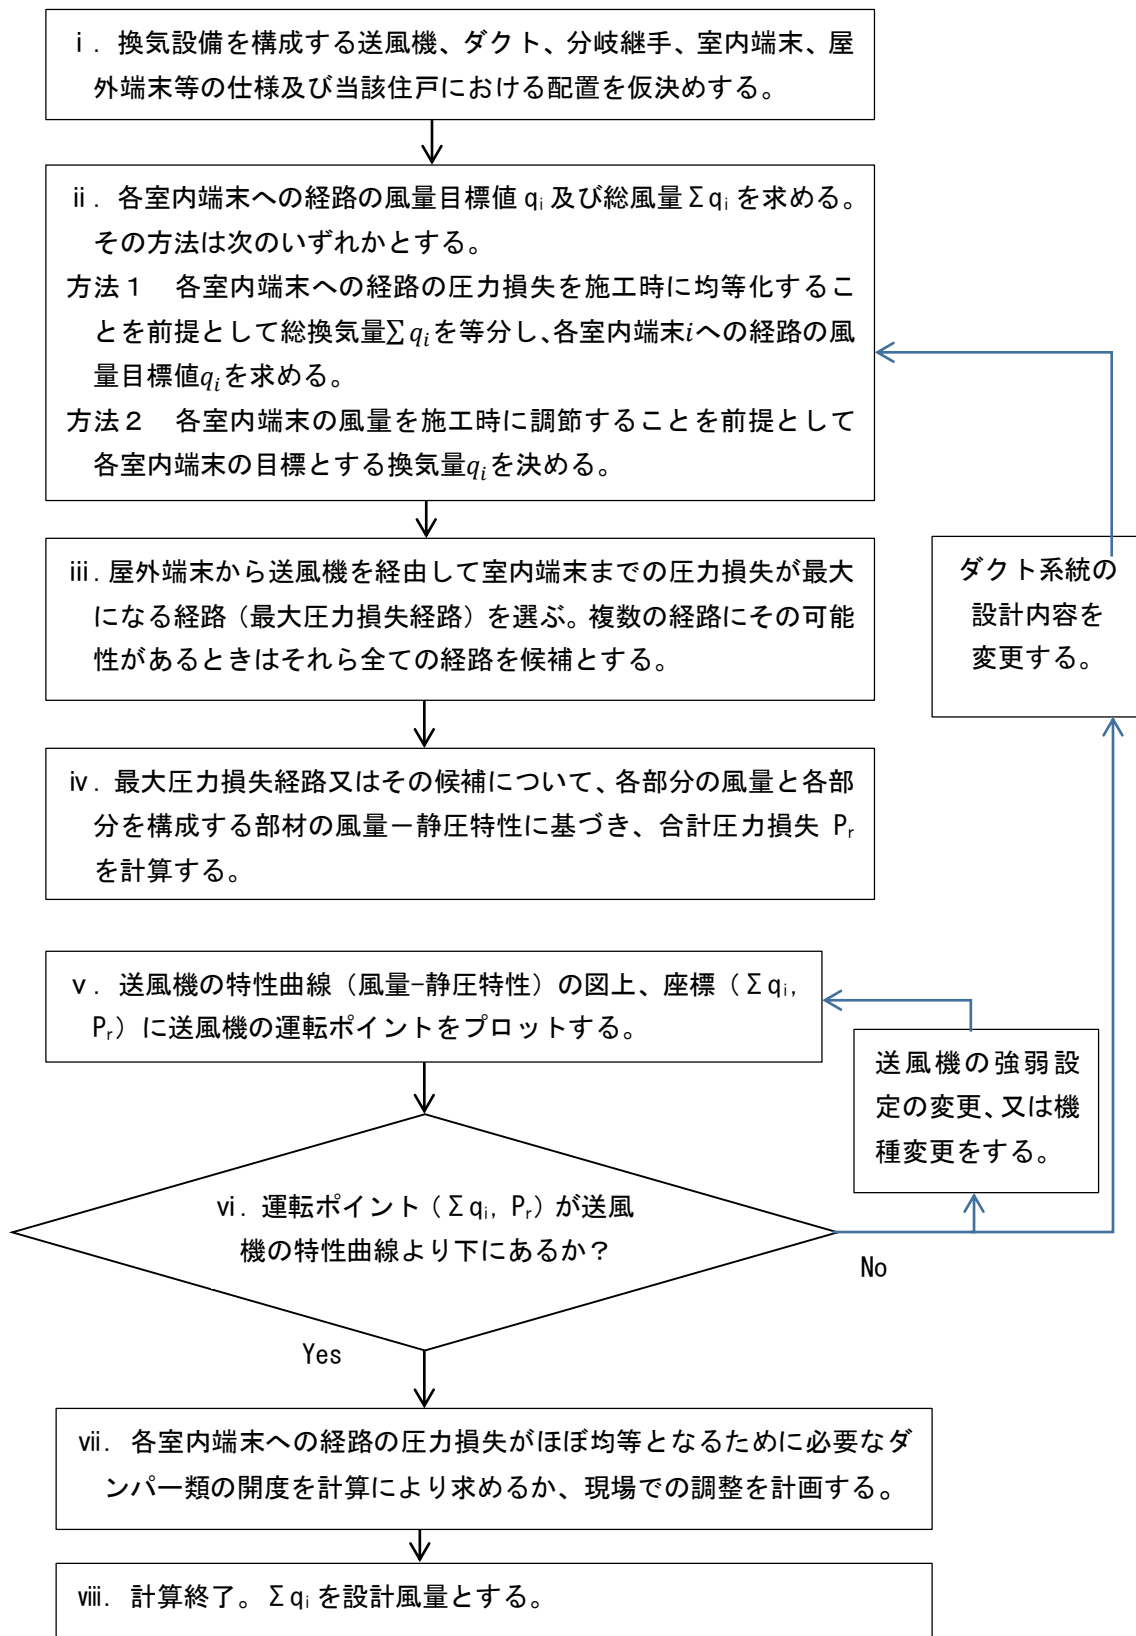 ⅰ. 換気設備を構成する送風機、ダクト、分岐継手、室内端末、屋
外端末等の仕様及び当該住戸における配置を仮決めする。
ⅱ. 各室内端末への経路の風量目標値 qi 及び総風量Σqi を求める。
その方法は次のいずれかとする。
方法１　各室内端末への経路の圧力損失を施工時に均等化するこ
とを前提として総換気量∑qiを等分し、各室内端末iへの経路の風
量目標値qiを求める。
方法２　各室内端末の風量を施工時に調節することを前提として
各室内端末の目標とする換気量qiを決める。
ⅲ. 屋外端末から送風機を経由して室内端末までの圧力損失が最大
になる経路（最大圧力損失経路）を選ぶ。複数の経路にその可能
性があるときはそれら全ての経路を候補とする。
ダクト系統の
設計内容を
変更する。
ⅳ. 最大圧力損失経路又はその候補について、各部分の風量と各部
分を構成する部材の風量－静圧特性に基づき、合計圧力損失 Pr
を計算する。
ⅴ. 送風機の特性曲線（風量-静圧特性）の図上、座標（Σqi,
Pr）に送風機の運転ポイントをプロットする。
送風機の強弱設
定の変更、又は機
種変更をする。
ⅵ. 運転ポイント（Σqi, Pr）が送風
機の特性曲線より下にあるか？
No
Yes
ⅶ. 各室内端末への経路の圧力損失がほぼ均等となるために必要なダ
ンパー類の開度を計算により求めるか、現場での調整を計画する。
ⅷ. 計算終了。Σqi を設計風量とする。